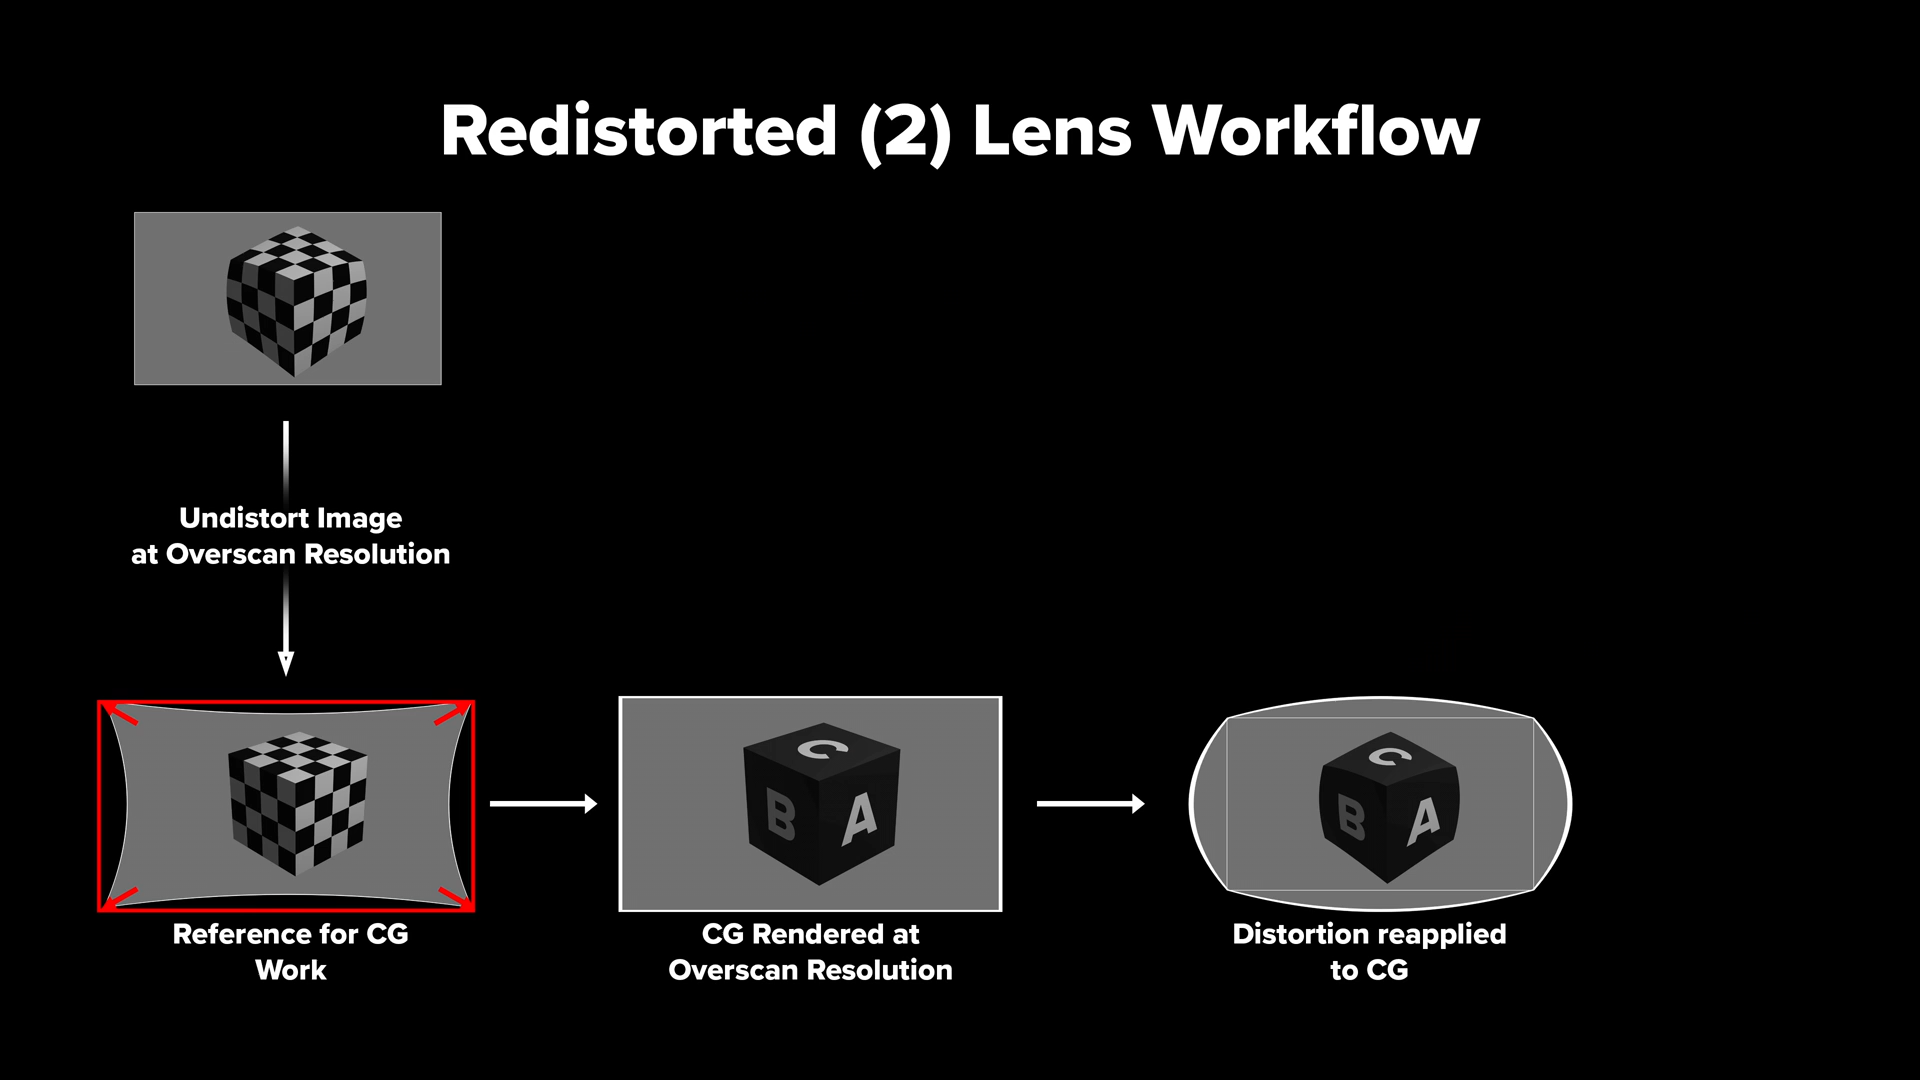 Redistorted (2) Lens Workflow
Undistort Image
at Overscan Resolution
Reference for CG
Work
C
B A
CG Rendered at
Overscan Resolution
C
B A
Distortion reapplied
to CG